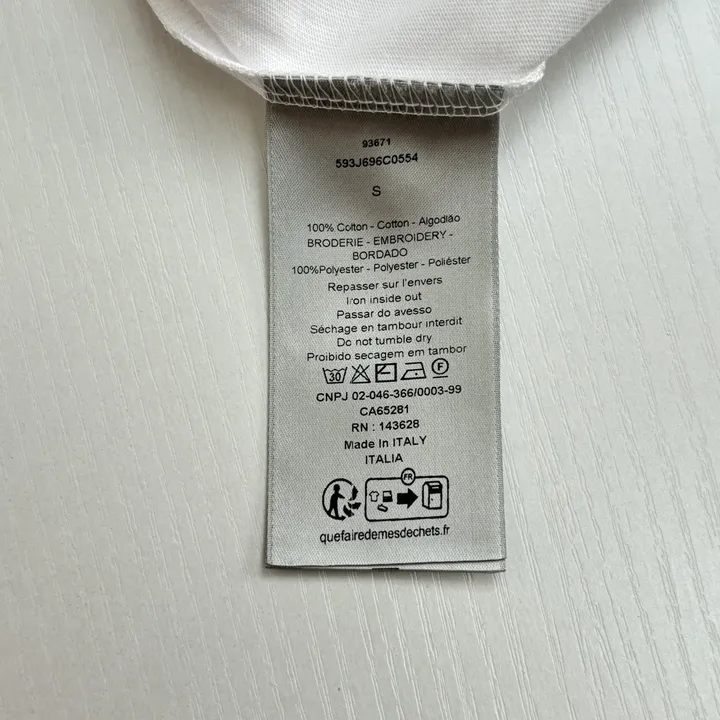 93671
593J696C0554
S
100% Coton - Cotton - Algodão
BRODERIE - EMBROIDERY -
BORDADO
100%Polyester - Polyester - Poliéster
Repasser sur l'envers
Iron inside out
Passar do avesso
Séchage en tambour interdit
Do not tumble dry
Proibido secagem em tambor
30 F
CNPJ 02-046-366/0003-99
CA65281
RN : 143628
Made In ITALY
ITALIA
FR
quefairedemesdechets.fr